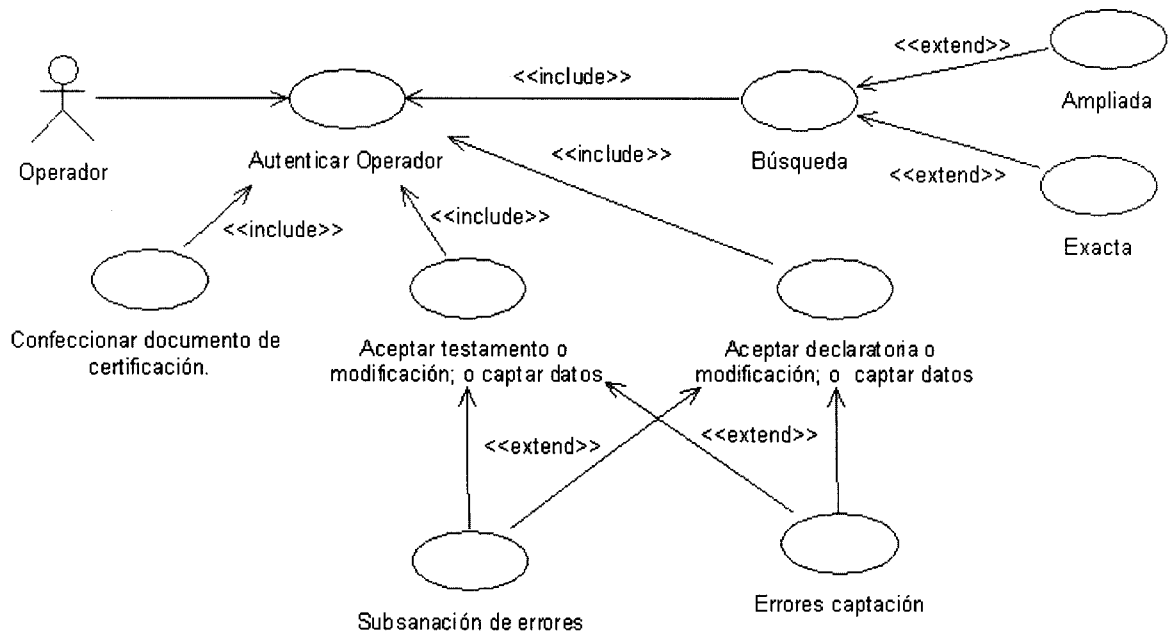 <<extend>>
<<include>>
Ampliada
Operador
Autenticar Operador
<<include>>
Búsqueda
<<extend>>
<<include>>
<<include>>
Exacta
Confeccionar documento de
certificación.
Aceptar testamento o
modificación; o captar datos
Aceptar declaratoria o
modificación; o captar datos
<<extend>>
<<extend>>
Subsanación de errores
Errores captación